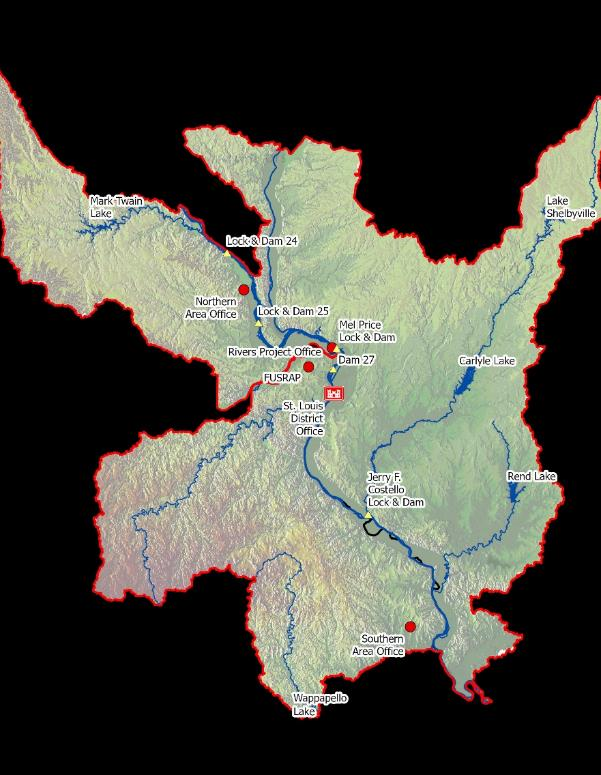 Mark Twain
Lake
Lake
Shelbyville
Lock & Dam 24
Northern
Area Office
Lock & Dam 25
Mel Price
Lock & Dam
Rivers Project Office
Dam 27
Carlyle Lake
FUSRAP
St. Louis
District
Office
Jerry F.
Costello
Lock & Dam
Rend Lake
Southern
Area Office
Wappapello
Lake